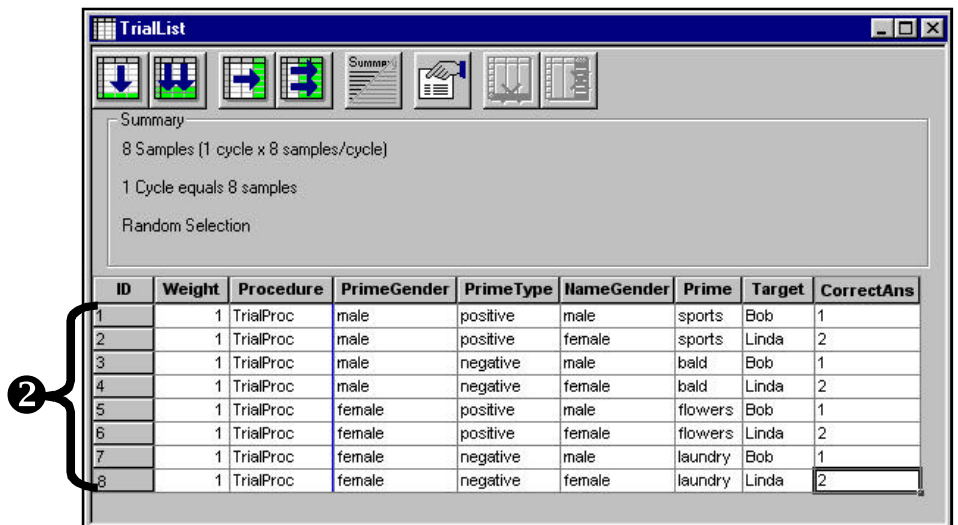 TrialList
Summary
Summary
8 Samples (1 cycle x 8 samples/cycle)
1 Cycle equals 8 samples
Random Selection
ID Weight Procedure PrimeGender PrimeType NameGender Prime Target CorrectAns
1 1 TrialProc male positive male sports Bob 1
2 1 TrialProc male positive female sports Linda 2
3 1 TrialProc male negative male bald Bob 1
4 1 TrialProc male negative female bald Linda 2
5 1 TrialProc female positive male flowers Bob 1
6 1 TrialProc female positive female flowers Linda 2
7 1 TrialProc female negative male laundry Bob 1
8 1 TrialProc female negative female laundry Linda 2
2